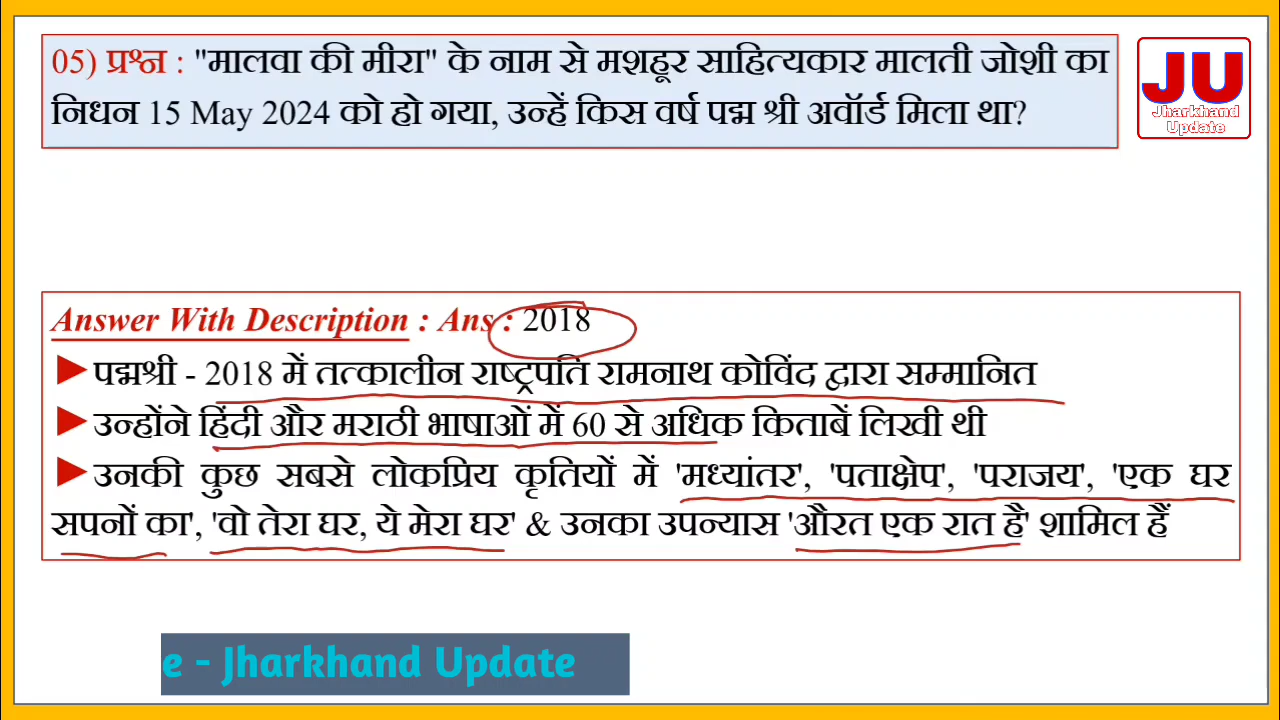 05) प्रश्न : "मालवा की मीरा" के नाम से मशहूर साहित्यकार मालती जोशी का
निधन 15 May 2024 को हो गया, उन्हें किस वर्ष पद्म श्री अवॉर्ड मिला था?
JU
Jharkhand
Update
Answer With Description : Ans : 2018
►पद्मश्री - 2018 में तत्कालीन राष्ट्रपति रामनाथ कोविंद द्वारा सम्मानित
►उन्होंने हिंदी और मराठी भाषाओं में 60 से अधिक किताबें लिखी थी
►उनकी कुछ सबसे लोकप्रिय कृतियों में 'मध्यांतर', 'पताक्षेप', 'पराजय', 'एक घर
सपनों का', 'वो तेरा घर, ये मेरा घर' & उनका उपन्यास 'औरत एक रात है' शामिल हैं
e - Jharkhand Update